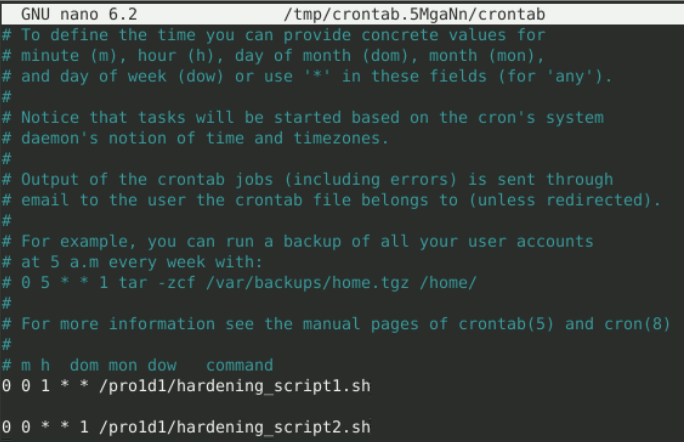 GNU nano 6.2 /tmp/crontab.5MgaNn/crontab
# To define the time you can provide concrete values for
# minute (m), hour (h), day of month (dom), month (mon),
# and day of week (dow) or use '*' in these fields (for 'any').
#
# Notice that tasks will be started based on the cron's system
# daemon's notion of time and timezones.
#
# Output of the crontab jobs (including errors) is sent through
# email to the user the crontab file belongs to (unless redirected).
#
# For example, you can run a backup of all your user accounts
# at 5 a.m every week with:
# 0 5 * * 1 tar -zcf /var/backups/home.tgz /home/
#
# For more information see the manual pages of crontab(5) and cron(8)
#
# m h  dom mon dow   command
0 0 1 * * /pro1d1/hardening_script1.sh
0 0 * * 1 /pro1d1/hardening_script2.sh